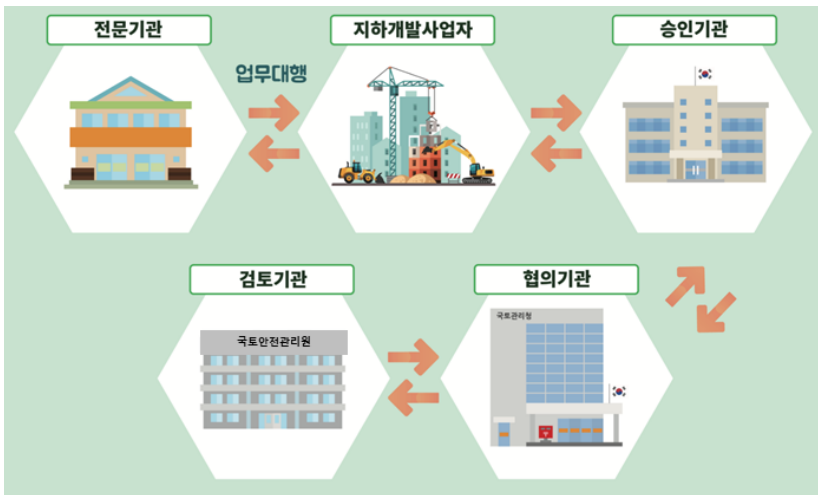 전문기관
지하개발사업자
승인기관
업무대행
검토기관
협의기관
국토안전관리원
국토관리청